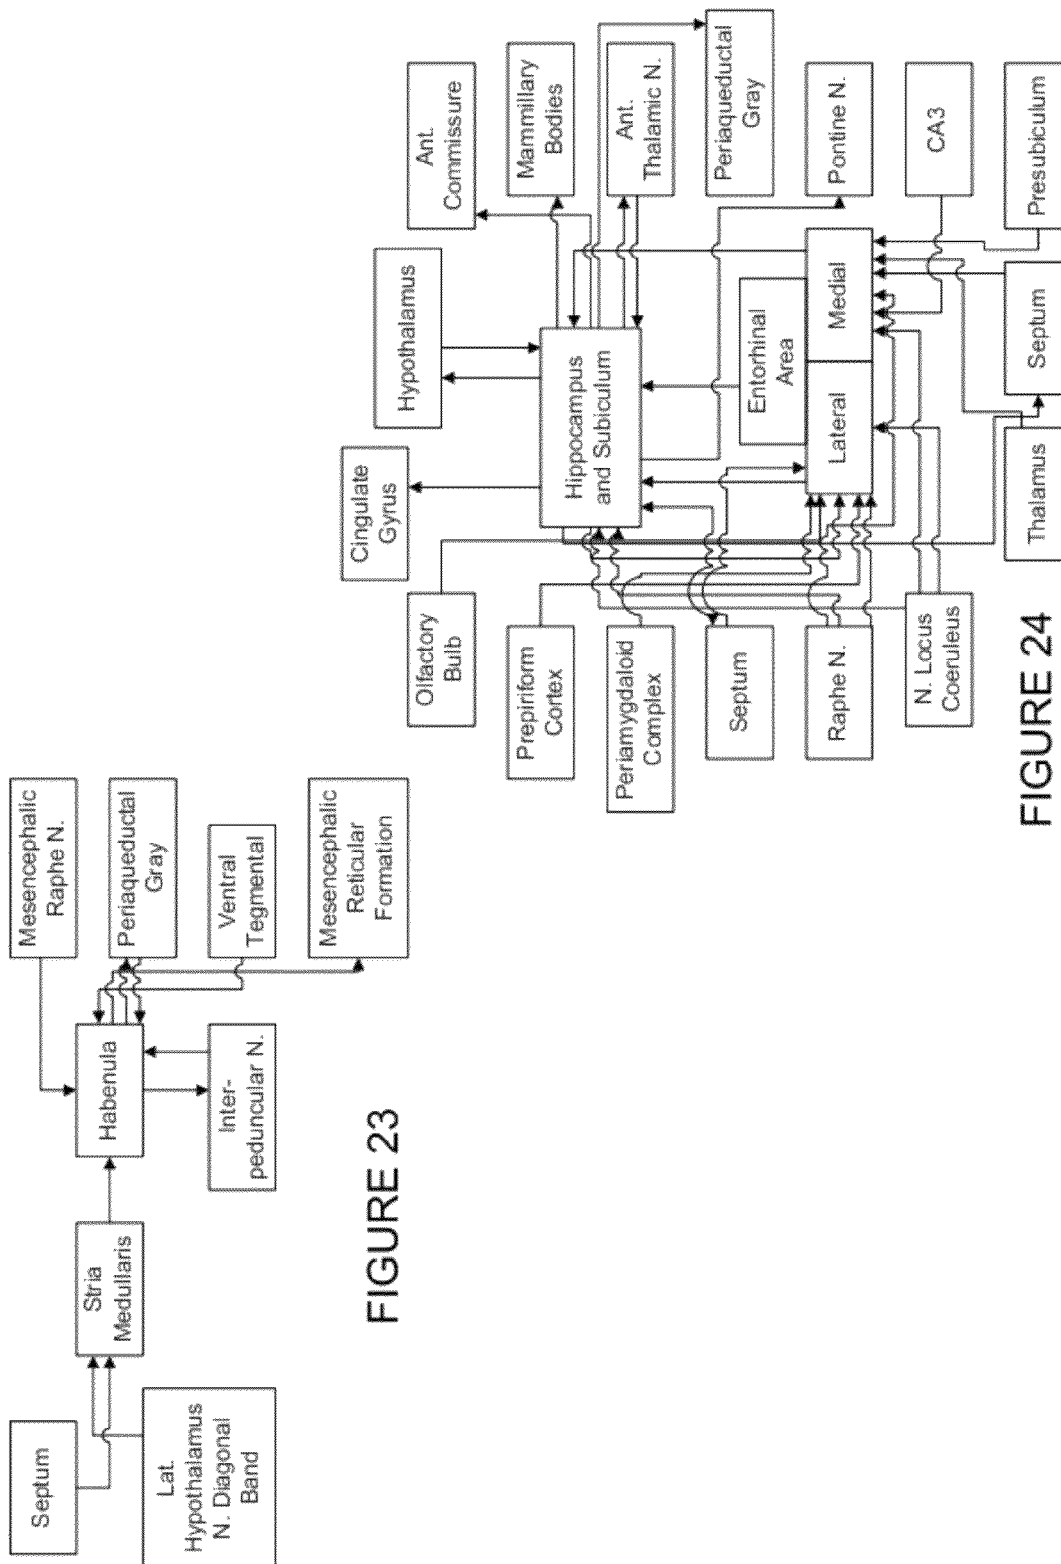 Septum
Lat.
Hypothalamus
N. Diagonal
Band
Stria
Medullaris
Habenula
Inter-
peduncular N.
Mesencephalic
Raphe N.
Periaqueductal
Gray
Ventral
Tegmental
Mesencephalic
Reticular
Formation
FIGURE 23
Olfactory
Bulb
Prepiriform
Cortex
Periamygdaloid
Complex
Septum
Raphe N.
N. Locus
Coeruleus
Cingulate
Gyrus
Hypothalamus
Hippocampus
and Subiculum
Entorhinal
Area
Lateral
Medial
Ant.
Commissure
Mammillary
Bodies
Ant.
Thalamic N.
Periaqueductal
Gray
Pontine N.
CA3
Presubiculum
Septum
Thalamus
FIGURE 24